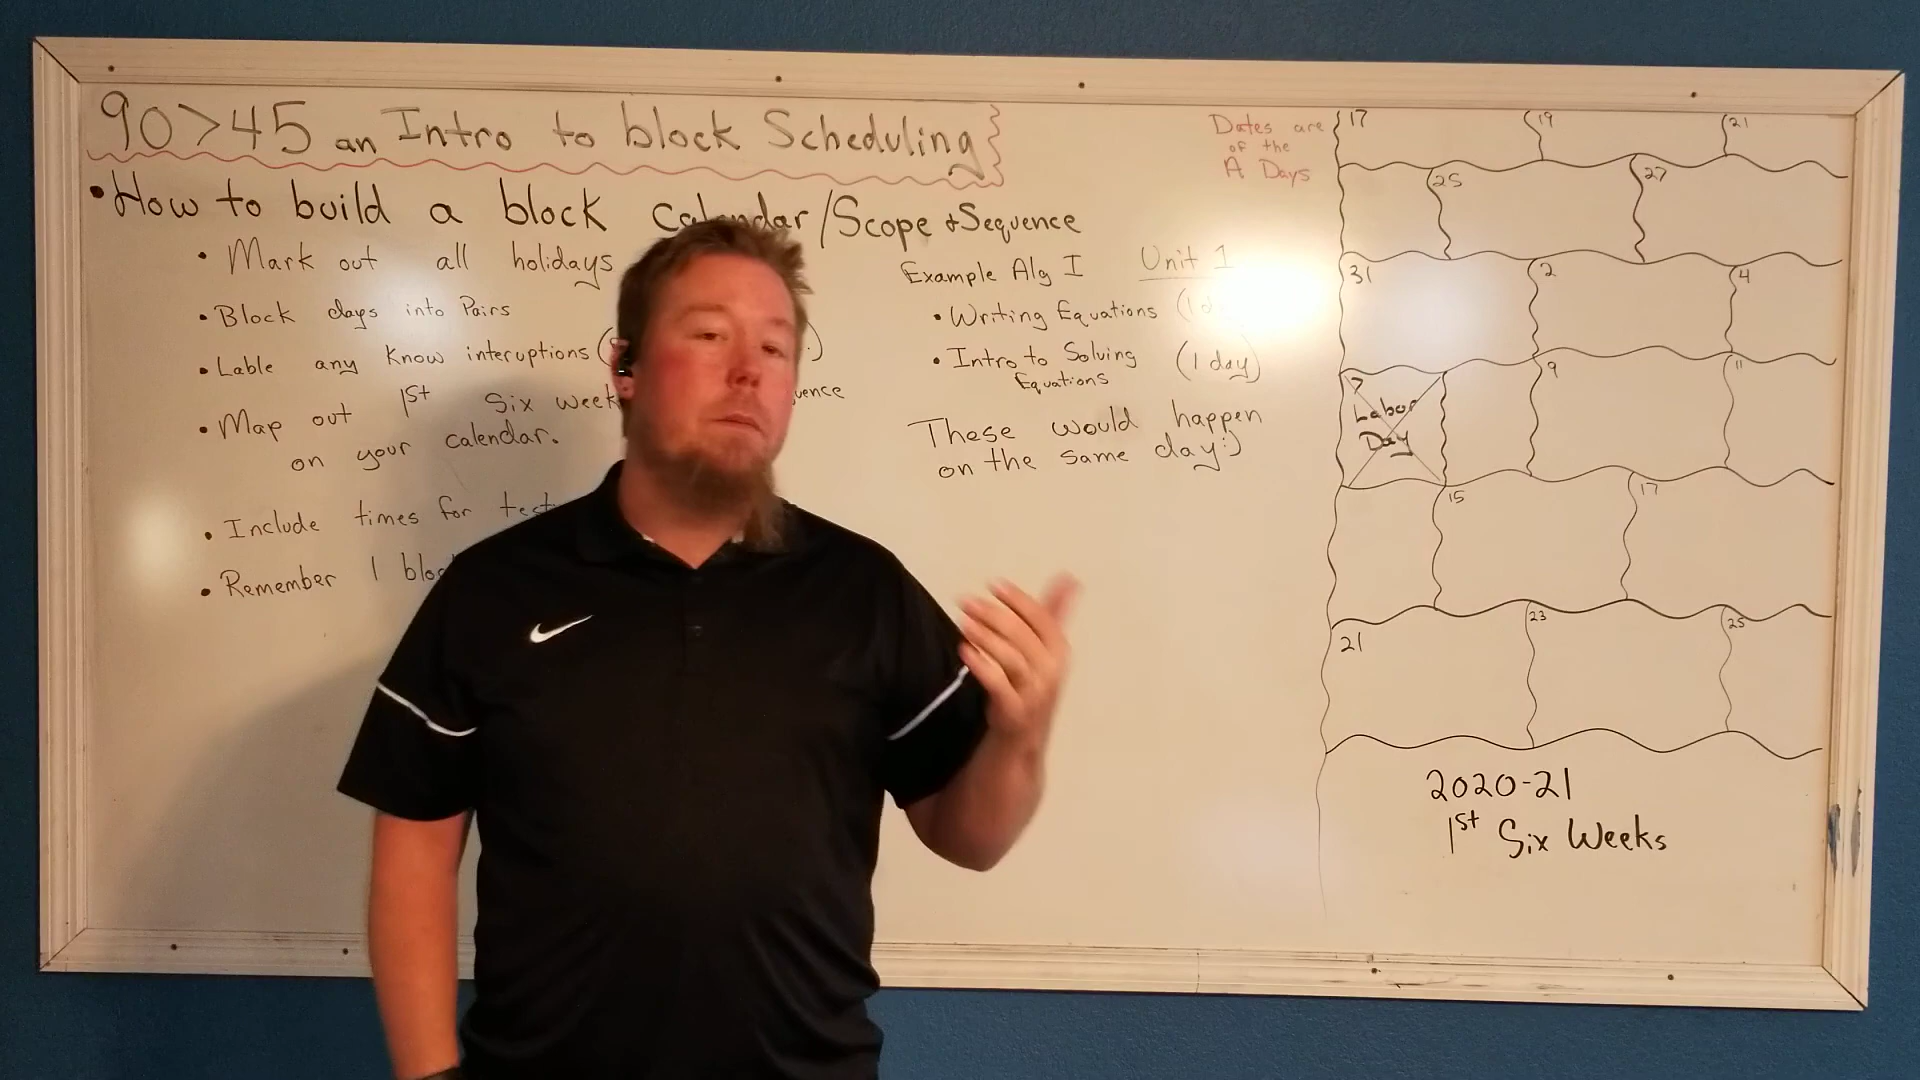 90>45 an Intro to block Scheduling
• How to build a block Calendar/Scope + Sequence
• Mark out all holidays
• Block days into Pairs
• Lable any Know interuptions (
• Map out 1st Six week
on your calendar.
• Include times for test
• Remember 1 bloc
Example Alg I Unit 1
• Writing Equations (1 d
• Intro to Solving (1 day)
Equations
These would happen
on the same day:)
Dates are
of the
A Days
17 19 21
25 27
31 2 4
7 9 11
Labor
Day
15 17
21 23 25
2020-21
1st Six Weeks